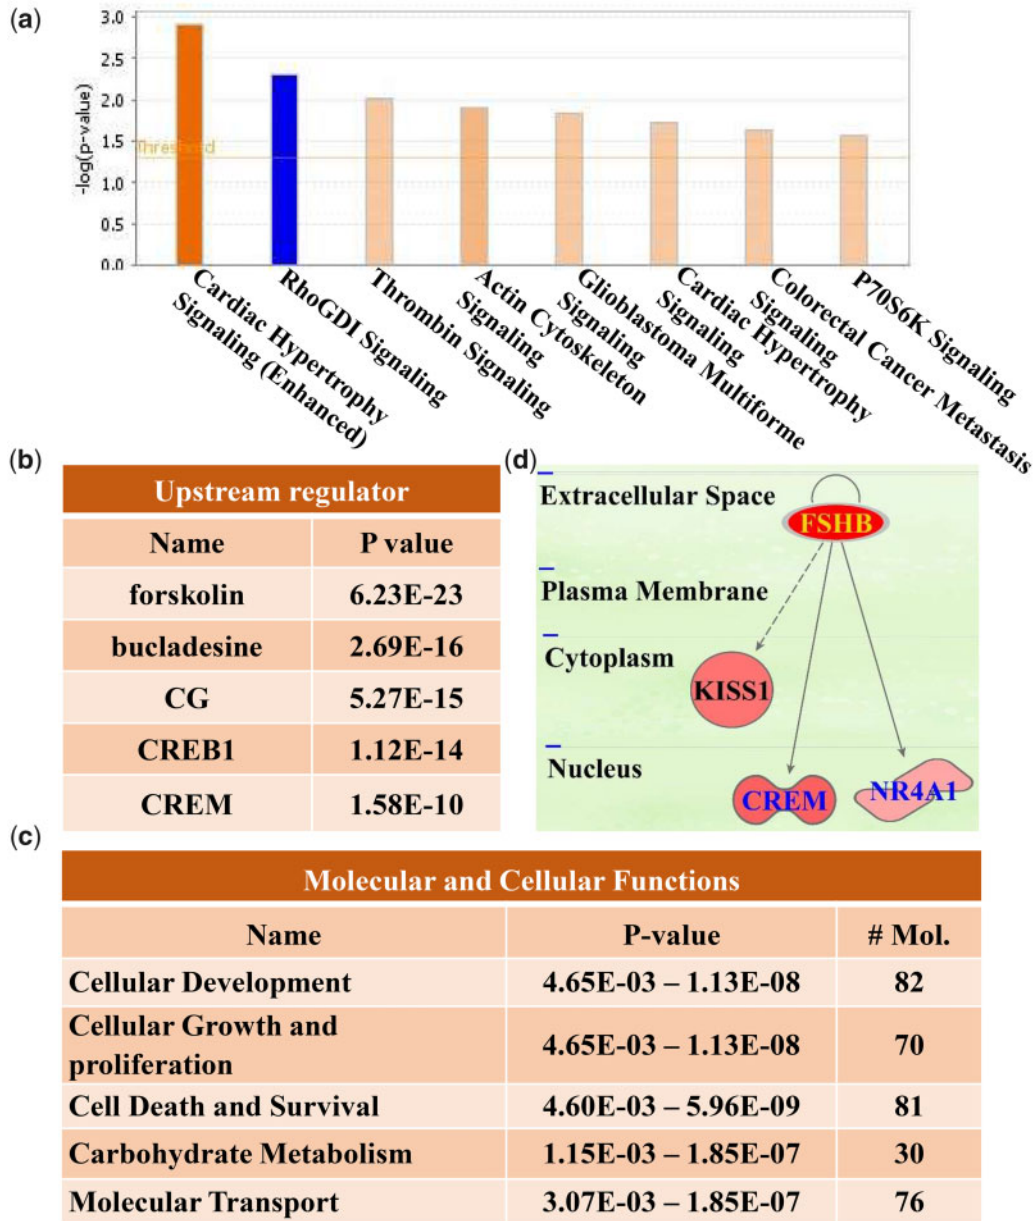 (a)
3.0
2.5
2.0
1.5
1.0
0.5
0.0
-log(p-value)
Threshold
Cardiac Hypertrophy
Signaling (Enhanced)
RhoGDI Signaling
Thrombin Signaling
Actin Cytoskeleton
Signaling
Glioblastoma Multiforme
Signaling
Cardiac Hypertrophy
Signaling
Colorectal Cancer Metastasis
Signaling
P70S6K Signaling
(b)
Upstream regulator
Name P value
forskolin 6.23E-23
bucladesine 2.69E-16
CG 5.27E-15
CREB1 1.12E-14
CREM 1.58E-10
(d)
Extracellular Space
FSHB
Plasma Membrane
Cytoplasm
KISS1
Nucleus
CREM
NR4A1
(c)
Molecular and Cellular Functions
Name P-value # Mol.
Cellular Development 4.65E-03 – 1.13E-08 82
Cellular Growth and
proliferation 4.65E-03 – 1.13E-08 70
Cell Death and Survival 4.60E-03 – 5.96E-09 81
Carbohydrate Metabolism 1.15E-03 – 1.85E-07 30
Molecular Transport 3.07E-03 – 1.85E-07 76